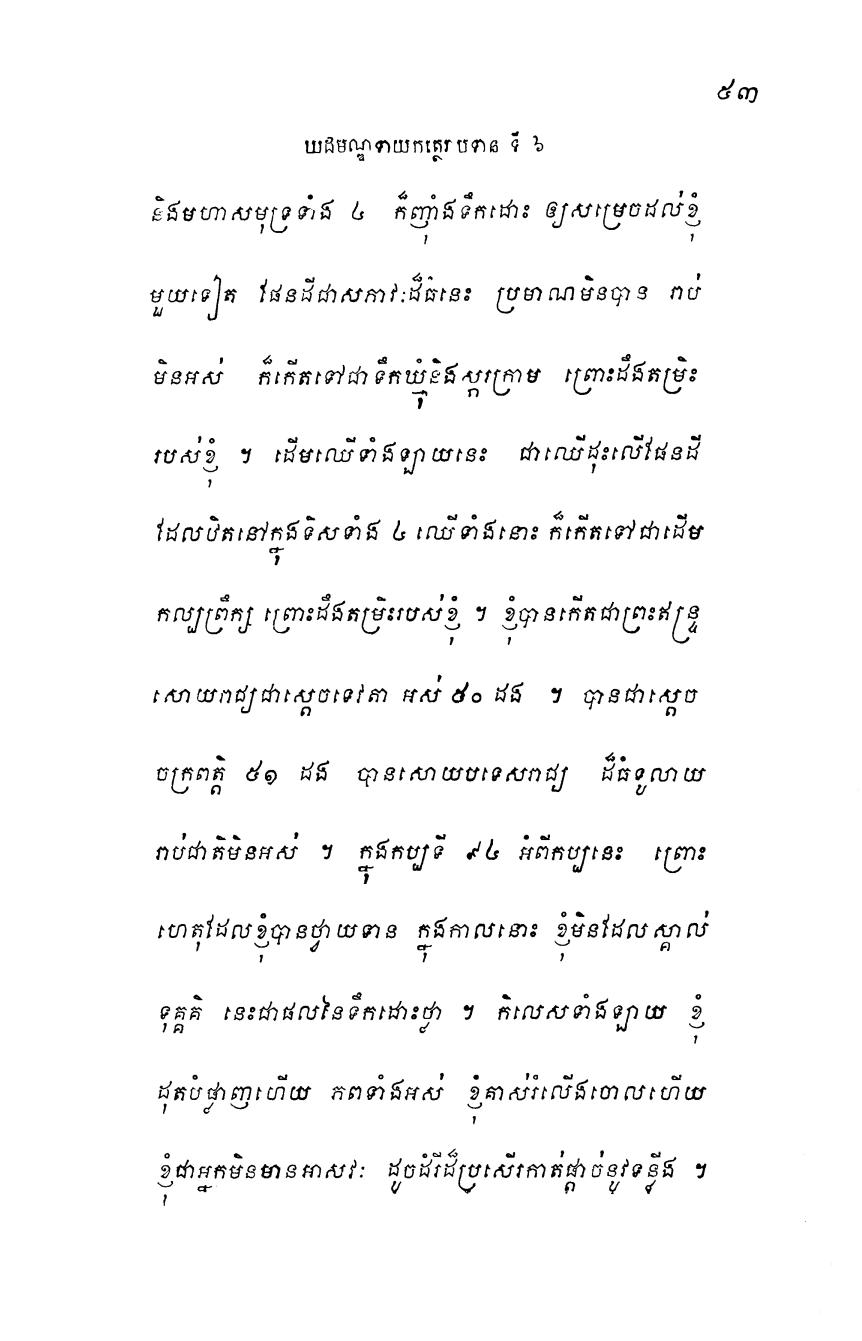 ៥៣
ឃដមណ្ឌទាយកត្ថេរាបទាន ទី ៦
និងមហាសមុទ្រទាំង ៤ ក៏ញុំាងទឹកដោះ ឲ្យសម្រេចដល់ខ្ញុំ
មួយទៀត ផែនដីជាសភាវៈដ៏ធំនេះ ប្រមាណមិនបាន រាប់
មិនអស់ ក៏កើតទៅជាទឹកឃ្មុំនិងស្ករក្រាម ព្រោះដឹងតម្រិះ
របស់ខ្ញុំ ។ ដើមឈើទាំងឡាយនេះ ជាឈើដុះលើផែនដី
ដែលឋិតនៅក្នុងទិសទាំង ៤ ឈើទាំងនោះ ក៏កើតទៅជាដើម
កល្បព្រឹក្ស ព្រោះដឹងតម្រិះរបស់ខ្ញុំ ។ ខ្ញុំបានកើតជាព្រះឥន្ទ្រ
សោយរាជ្យជាស្តេចទេវតា អស់ ៥០ ដង ។ បានជាស្តេច
ចក្រពត្តិ ៥១ ដង បានសោយបទេសរាជ្យ ដ៏ធំទូលាយ
រាប់ជាតិមិនអស់ ។ ក្នុងកប្បទី ៩៤ អំពីកប្បនេះ ព្រោះ
ហេតុដែលខ្ញុំបានថ្វាយទាន ក្នុងកាលនោះ ខ្ញុំមិនដែលស្គាល់
ទុគ្គតិ នេះជាផលនៃទឹកដោះថ្លា ។ កិលេសទាំងឡាយ ខ្ញុំ
ដុតបំផ្លាញហើយ ភពទាំងអស់ ខ្ញុំគាស់រំលើងចោលហើយ
ខ្ញុំជាអ្នកមិនមានអាសវៈ ដូចដំរីដ៏ប្រសើរកាត់ផ្តាច់នូវទន្លីង ។